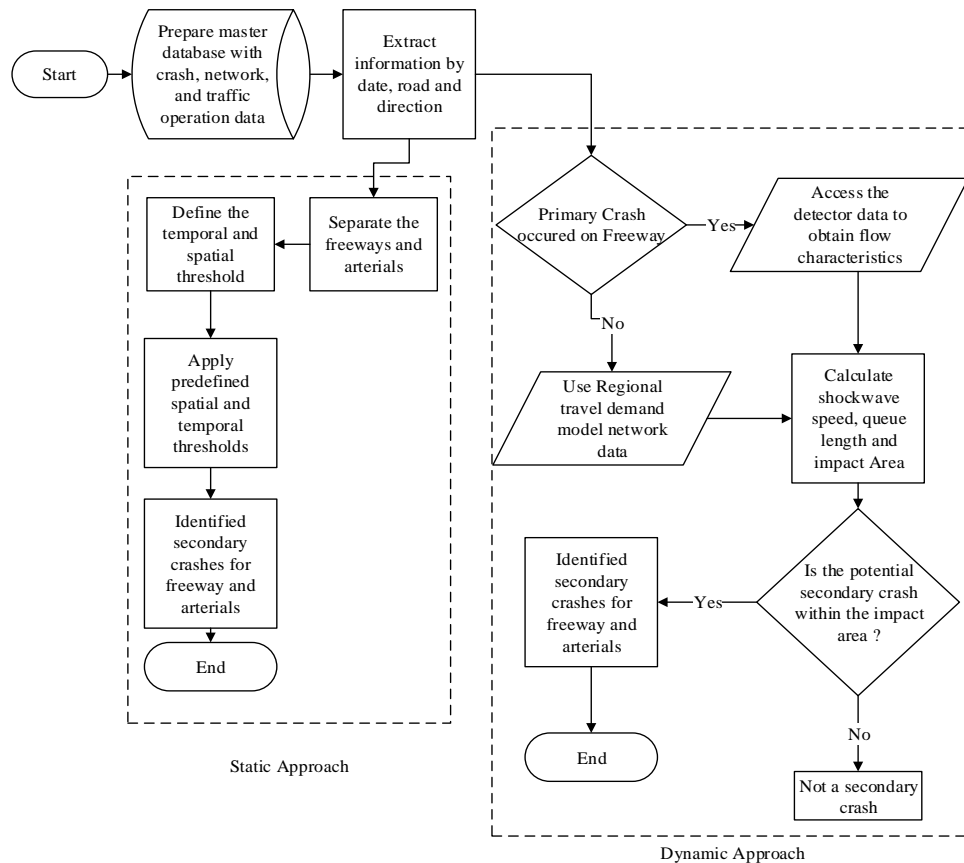 Start
Prepare master
database with
crash, network,
and traffic
operation data
Extract
information by
date, road and
direction
Define the
temporal and
spatial
threshold
Separate the
freeways and
arterials
Apply
predefined
spatial and
temporal
thresholds
Identified
secondary
crashes for
freeway and
arterials
End
Static Approach
Primary Crash
occured on Freeway
Yes
Access the
detector data to
obtain flow
characteristics
No
Use Regional
travel demand
model network
data
Calculate
shockwave
speed, queue
length and
impact Area
Is the potential
secondary crash
within the impact
area ?
Yes
Identified
secondary
crashes for
freeway and
arterials
End
No
Not a secondary
crash
Dynamic Approach